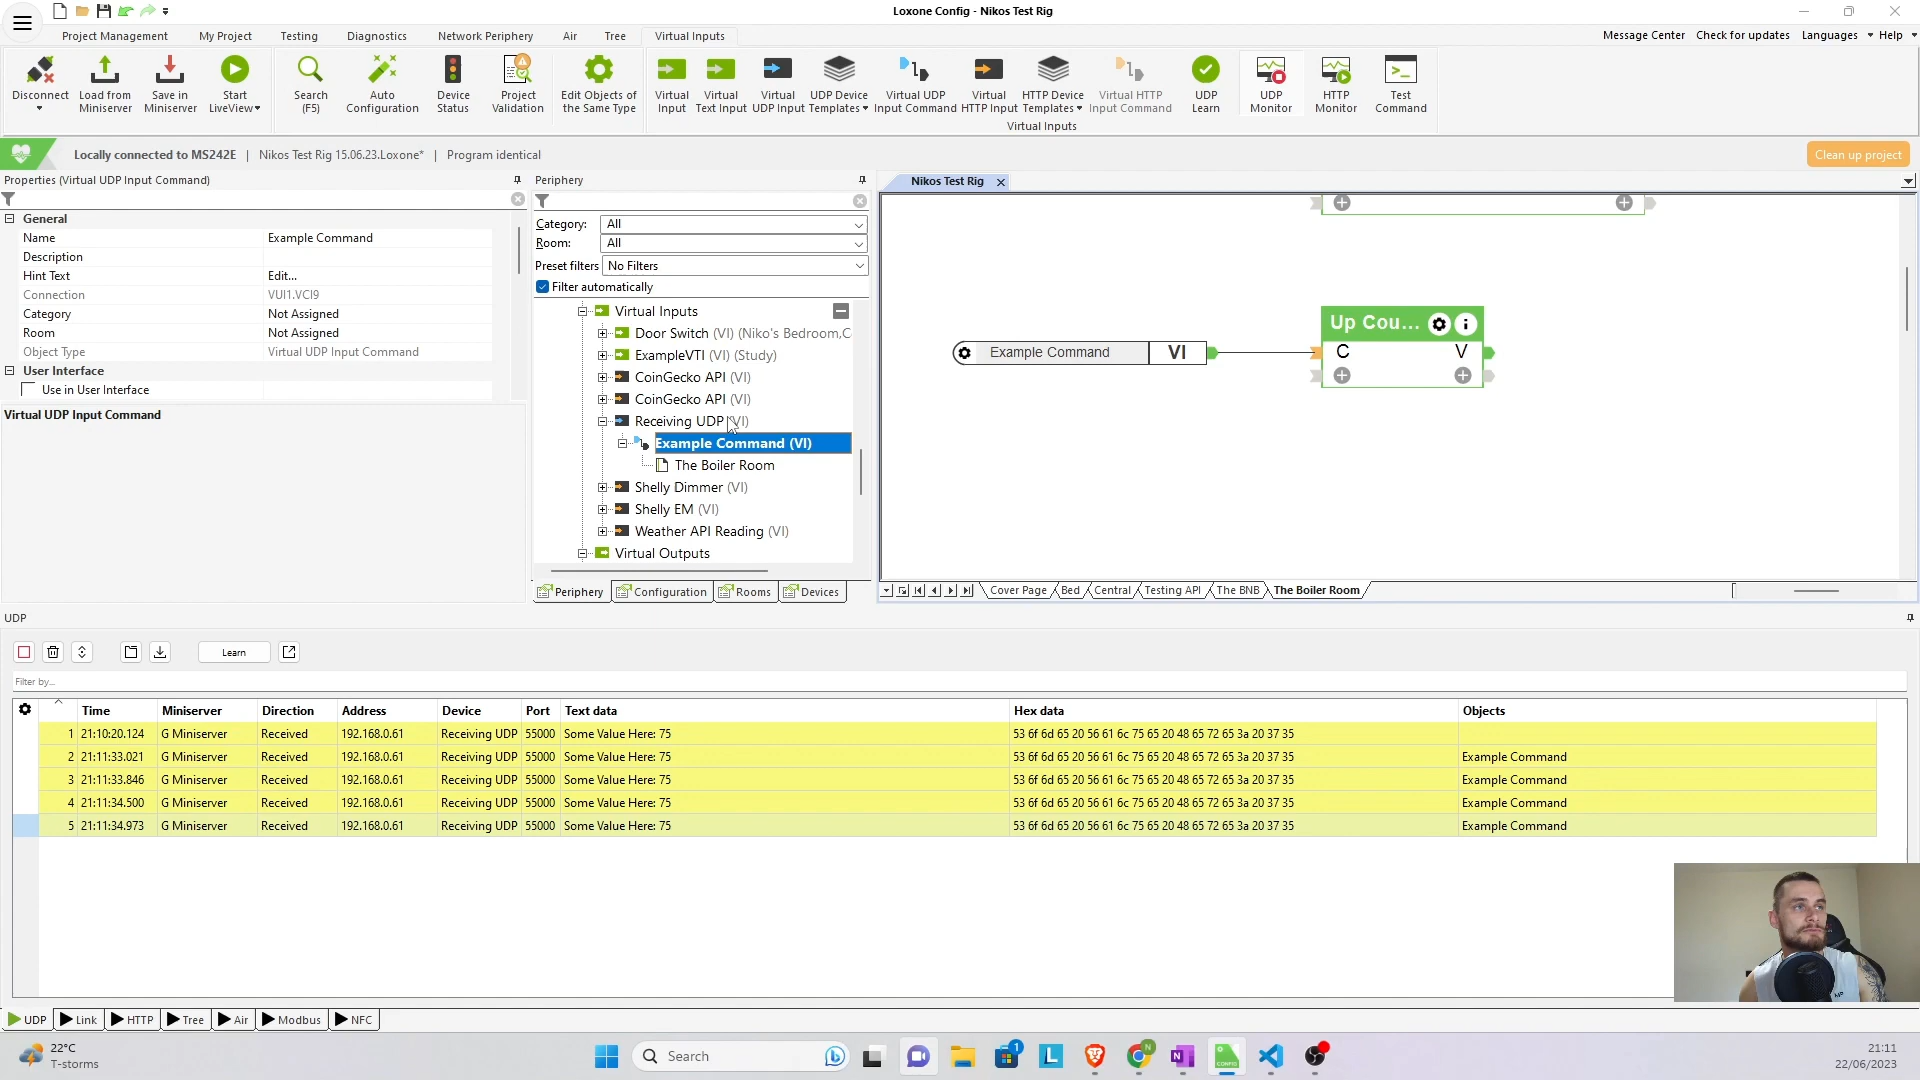 Loxone Config - Nikos Test Rig
Project Management My Project Testing Diagnostics Network Periphery Air Tree Virtual Inputs Message Center Check for updates Languages Help
Disconnect
Load from Miniserver
Save in Miniserver
Start LiveView
Search (F5)
Auto Configuration
Device Status
Project Validation
Edit Objects of the Same Type
Virtual Input
Virtual Text Input
Virtual UDP Input
UDP Device Templates
Virtual UDP Input Command
Virtual HTTP Input
HTTP Device Templates
Virtual HTTP Input Command
UDP Learn
UDP Monitor
HTTP Monitor
Test Command
Virtual Inputs
Locally connected to MS242E | Nikos Test Rig 15.06.23.Loxone* | Program identical
Clean up project
Properties (Virtual UDP Input Command)
General
Name Example Command
Description
Hint Text Edit...
Connection VUI1.VCI9
Category Not Assigned
Room Not Assigned
Object Type Virtual UDP Input Command
User Interface
Use in User Interface
Virtual UDP Input Command
Periphery
Category: All
Room: All
Preset filters No Filters
Filter automatically
Virtual Inputs
Door Switch (VI) (Niko's Bedroom,C
ExampleVTI (VI) (Study)
CoinGecko API (VI)
CoinGecko API (VI)
Receiving UDP (VI)
Example Command (VI)
The Boiler Room
Shelly Dimmer (VI)
Shelly EM (VI)
Weather API Reading (VI)
Virtual Outputs
Periphery Configuration Rooms Devices
Nikos Test Rig
Example Command VI
Up Cou...
C V
Cover Page Bed Central Testing API The BNB The Boiler Room
UDP
Learn
Filter by...
Time Miniserver Direction Address Device Port Text data Hex data Objects
1 21:10:20.124 G Miniserver Received 192.168.0.61 Receiving UDP 55000 Some Value Here: 75 53 6f 6d 65 20 56 61 6c 75 65 20 48 65 72 65 3a 20 37 35
2 21:11:33.021 G Miniserver Received 192.168.0.61 Receiving UDP 55000 Some Value Here: 75 53 6f 6d 65 20 56 61 6c 75 65 20 48 65 72 65 3a 20 37 35 Example Command
3 21:11:33.846 G Miniserver Received 192.168.0.61 Receiving UDP 55000 Some Value Here: 75 53 6f 6d 65 20 56 61 6c 75 65 20 48 65 72 65 3a 20 37 35 Example Command
4 21:11:34.500 G Miniserver Received 192.168.0.61 Receiving UDP 55000 Some Value Here: 75 53 6f 6d 65 20 56 61 6c 75 65 20 48 65 72 65 3a 20 37 35 Example Command
5 21:11:34.973 G Miniserver Received 192.168.0.61 Receiving UDP 55000 Some Value Here: 75 53 6f 6d 65 20 56 61 6c 75 65 20 48 65 72 65 3a 20 37 35 Example Command
UDP Link HTTP Tree Air Modbus NFC
22°C
T-storms
Search
21:11
22/06/2023